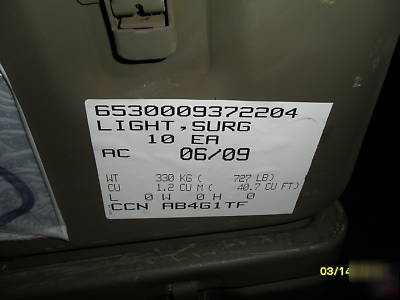 6530009372204
LIGHT,SURG
10 EA
AC 06/09
WT 330 KG ( 727 LB)
CU 1.2 CU M ( 40.7 CU FT)
L 0 W 0 H 0
CCN AB4G1TF
03/14